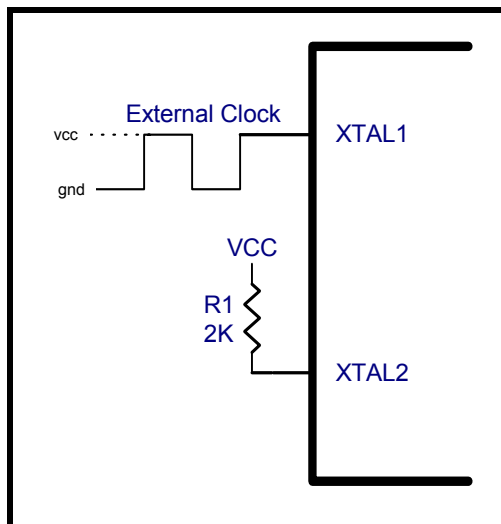 External Clock
vcc
XTAL1
gnd
VCC
R1
2K
XTAL2